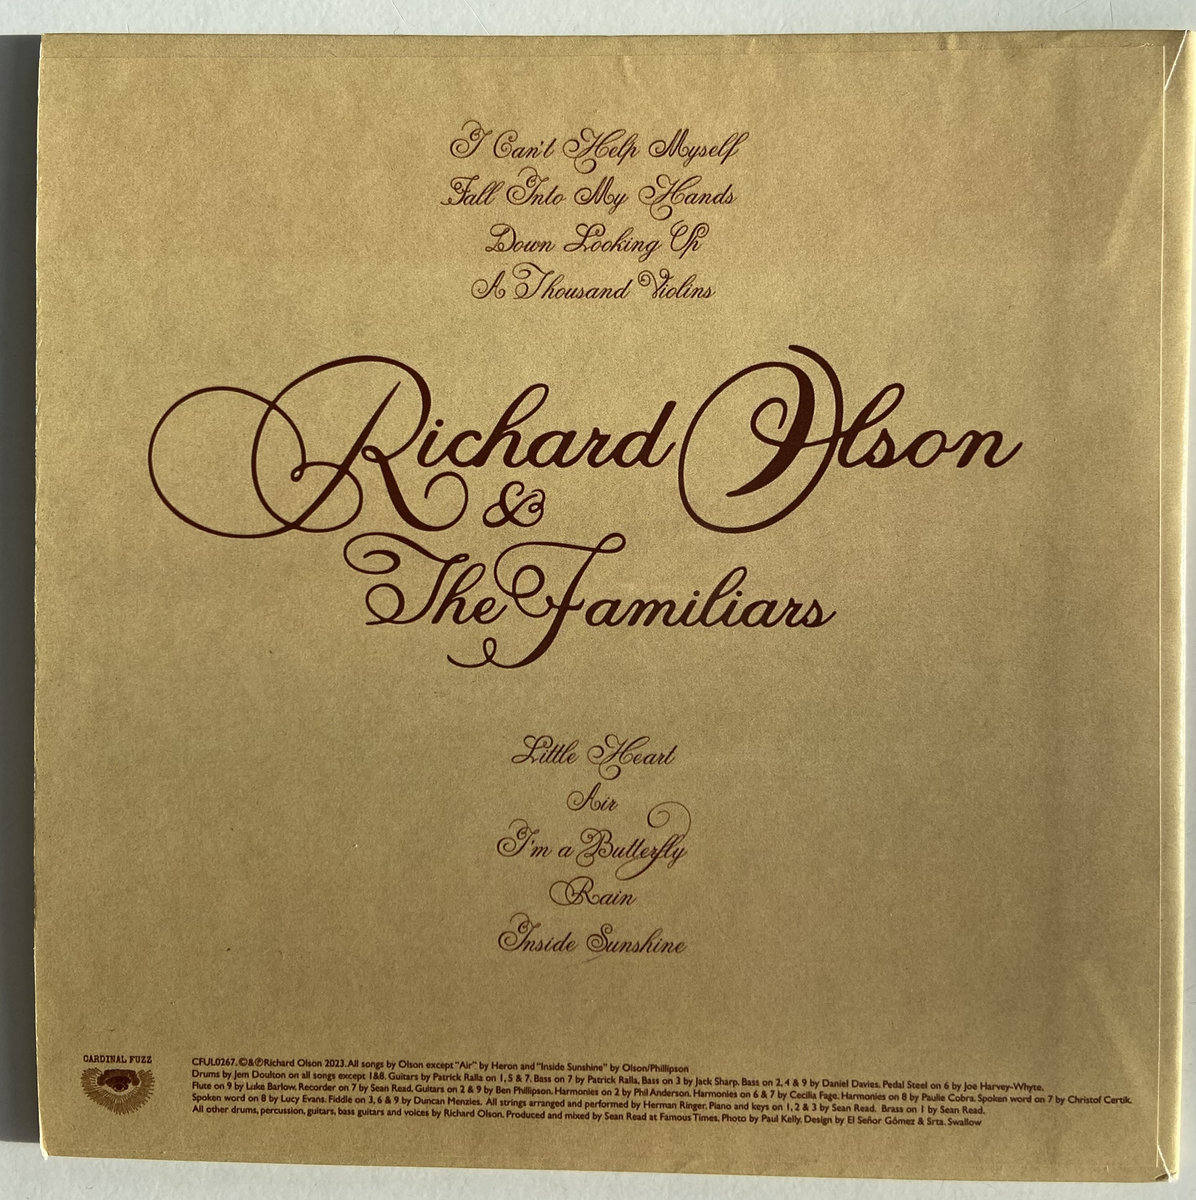 I Can't Help Myself
Fall Into My Hands
Down Looking Up
A Thousand Violins
Richard Olson
&
The Familiars
Little Heart
Air
I'm a Butterfly
Rain
Inside Sunshine
CARDINAL FUZZ
CFUL0267. ©&℗Richard Olson 2023. All songs by Olson except "Air" by Heron and "Inside Sunshine" by Olson/Phillipson
Drums by Jem Doulton on all songs except 1&8. Guitars by Patrick Ralla on 1, 5 & 7. Bass on 7 by Patrick Ralla, Bass on 3 by Jack Sharp. Bass on 2, 4 & 9 by Daniel Davies. Pedal Steel on 6 by Joe Harvey-Whyte.
Flute on 9 by Luke Barlow. Recorder on 7 by Sean Read. Guitars on 2 & 9 by Ben Phillipson. Harmonies on 2 by Phil Anderson. Harmonies on 6 & 7 by Cecilia Fage. Harmonies on 8 by Paulie Cobra. Spoken word on 7 by Christof Certik.
Spoken word on 8 by Lucy Evans. Fiddle on 3, 6 & 9 by Duncan Menzies. All strings arranged and performed by Herman Ringer. Piano and keys on 1, 2 & 3 by Sean Read. Brass on 1 by Sean Read.
All other drums, percussion, guitars, bass guitars and voices by Richard Olson. Produced and mixed by Sean Read at Famous Times. Photo by Paul Kelly. Design by El Señor Gómez & Srta. Swallow